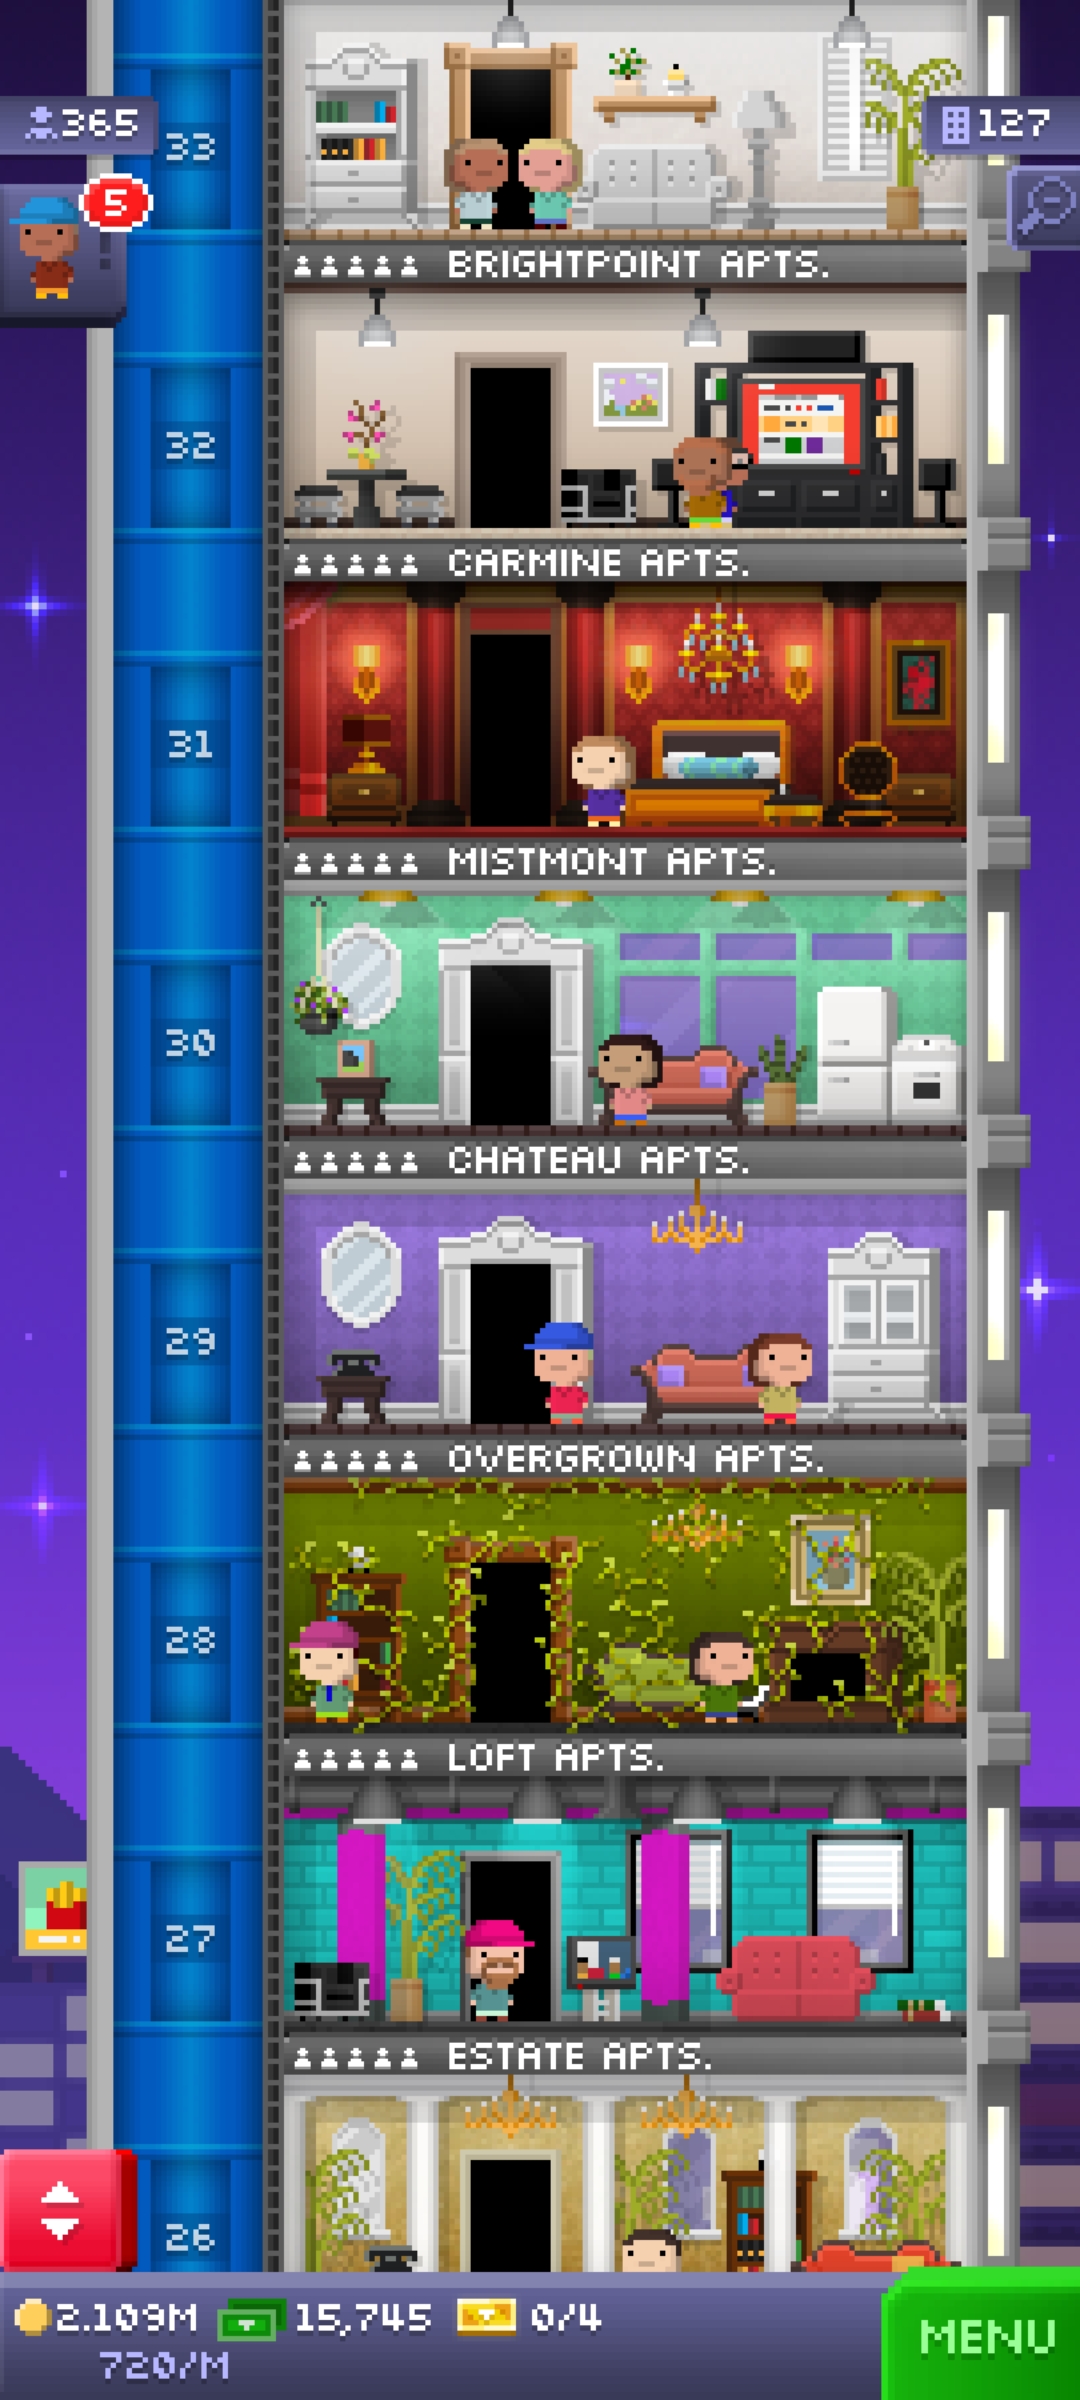 365
127
33
5
BRIGHTPOINT APTS.
32
CARMINE APTS.
31
MISTMONT APTS.
30
CHATEAU APTS.
29
OVERGROWN APTS.
28
LOFT APTS.
27
ESTATE APTS.
26
2.109M 15,745 0/4
720/M
MENU